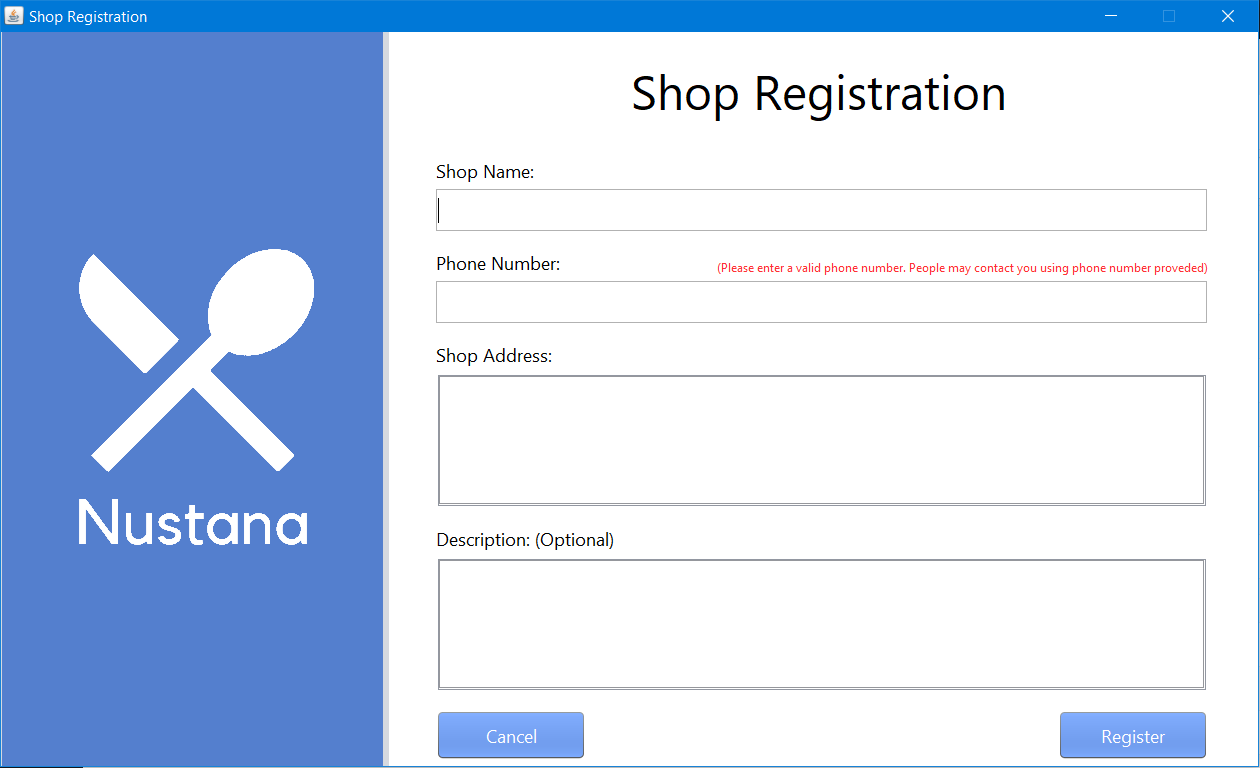 Shop Registration
Shop Registration
Shop Name:
Phone Number:
(Please enter a valid phone number. People may contact you using phone number proveded)
Shop Address:
Nustana
Description: (Optional)
Cancel
Register